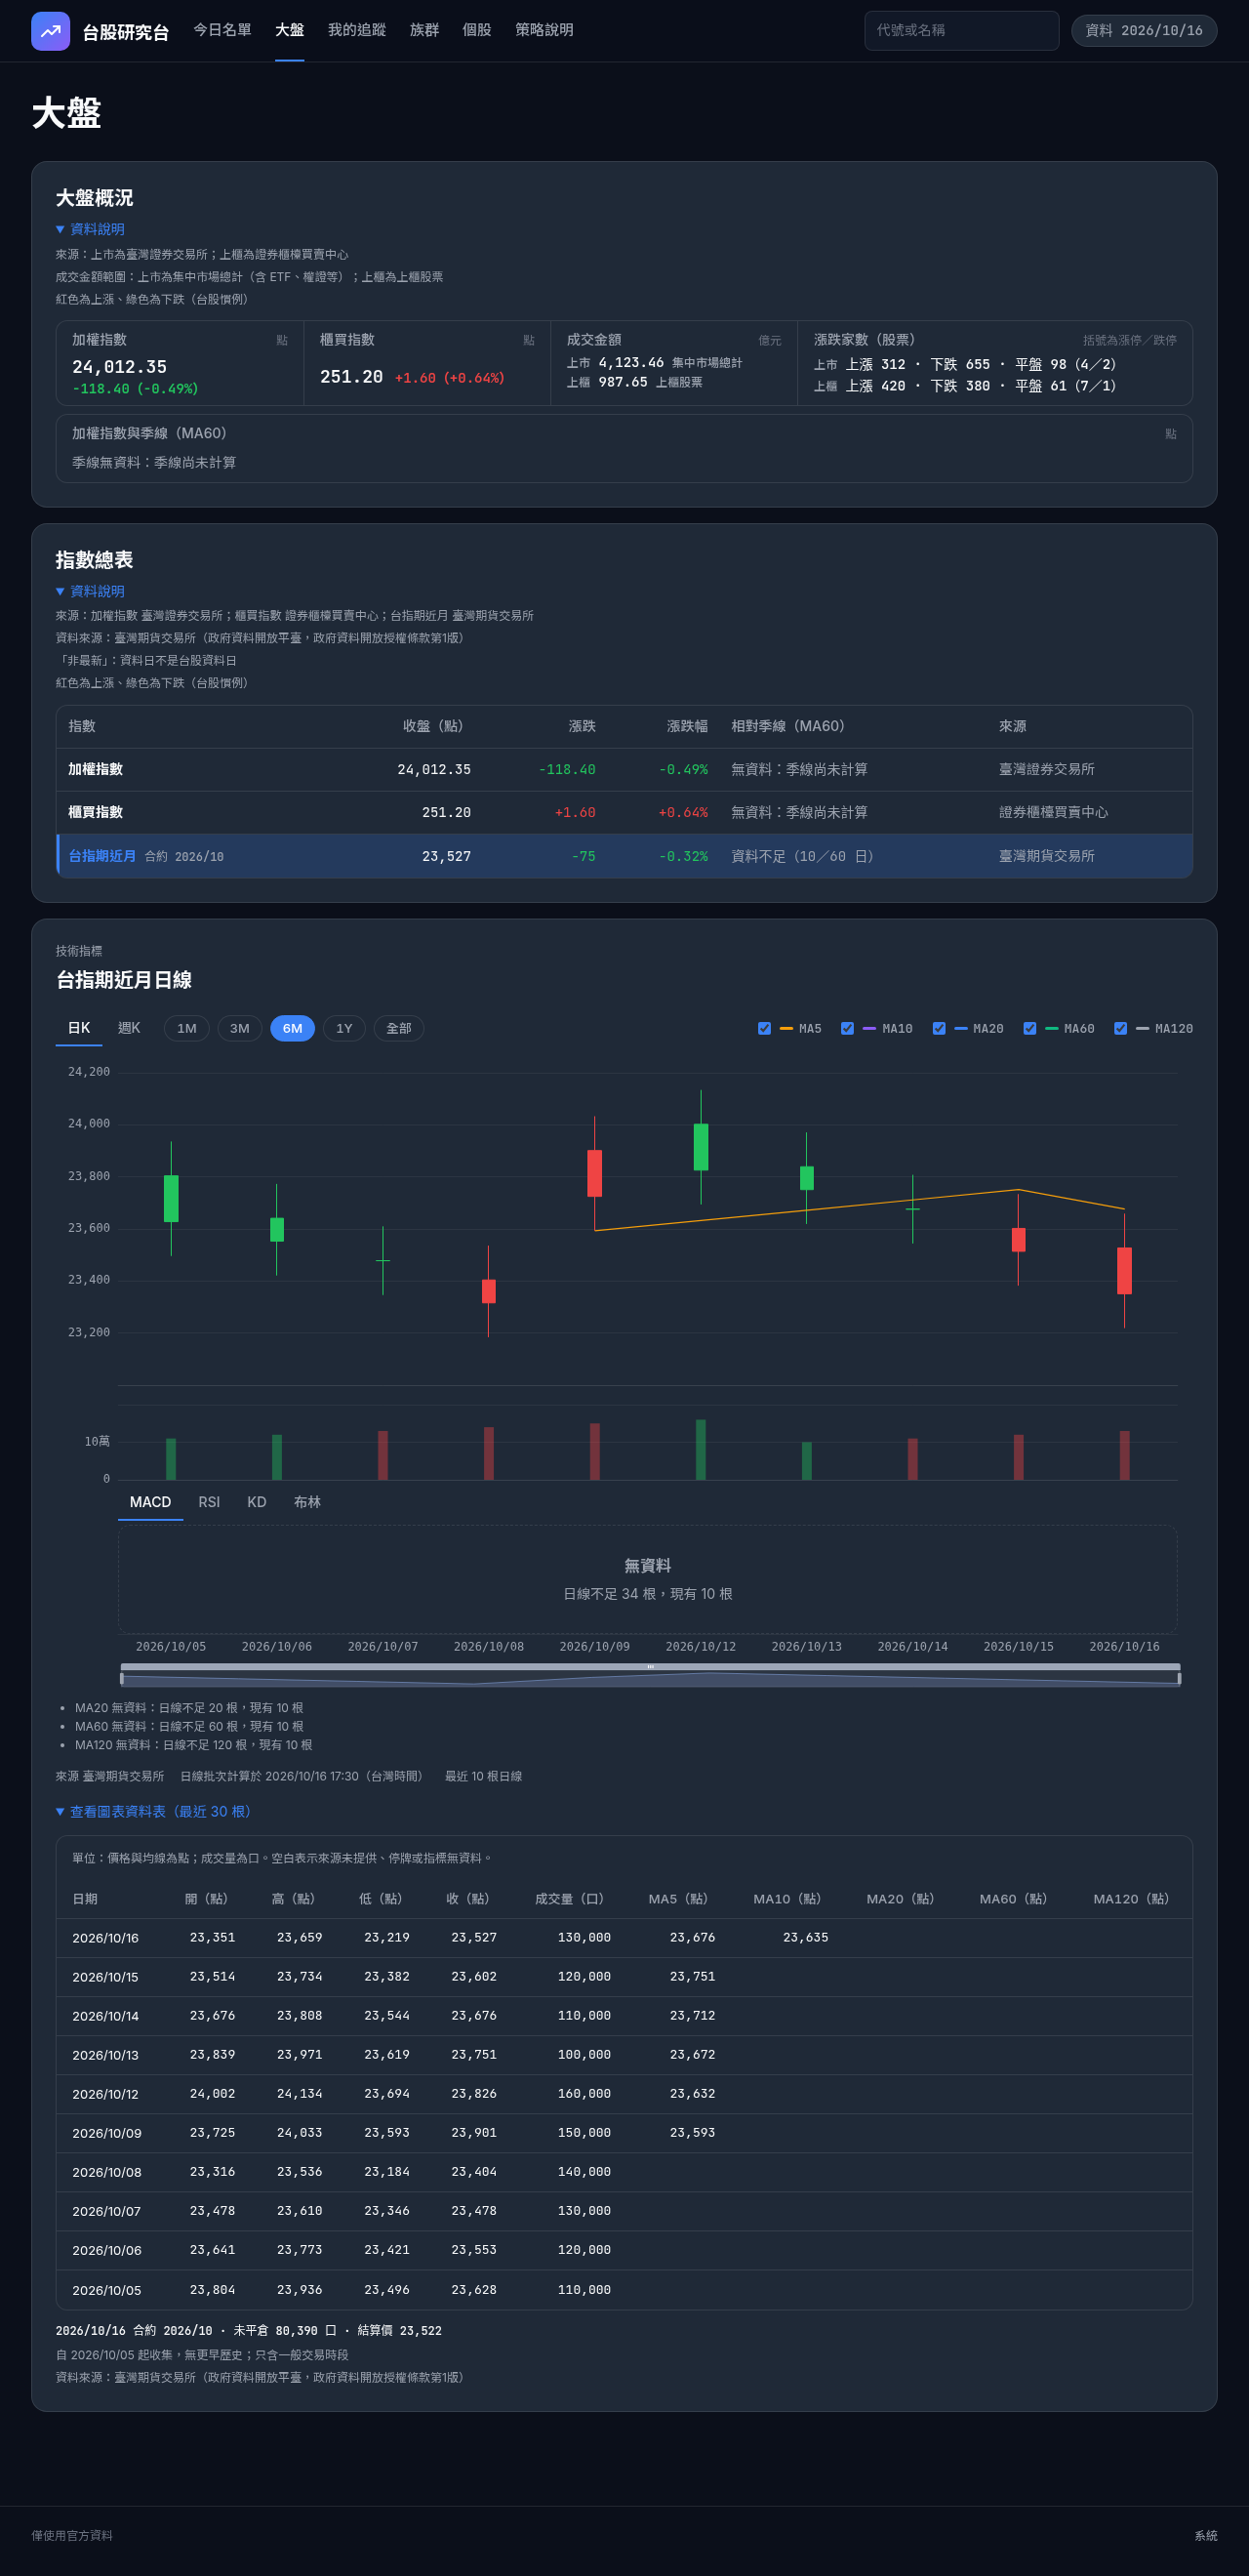 台股研究台 今日名單 大盤 我的追蹤 族群 個股 策略說明 代號或名稱 資料 2026/10/16
大盤
大盤概況
▼ 資料說明
來源：上市為臺灣證券交易所；上櫃為證券櫃檯買賣中心
成交金額範圍：上市為集中市場總計（含 ETF、權證等）；上櫃為上櫃股票
紅色為上漲、綠色為下跌（台股慣例）
加權指數 點
24,012.35
-118.40 (-0.49%)
櫃買指數 點
251.20 +1.60 (+0.64%)
成交金額 億元
上市 4,123.46 集中市場總計
上櫃 987.65 上櫃股票
漲跌家數（股票） 括號為漲停／跌停
上市 上漲 312 · 下跌 655 · 平盤 98（4／2）
上櫃 上漲 420 · 下跌 380 · 平盤 61（7／1）
加權指數與季線（MA60） 點
季線無資料：季線尚未計算
指數總表
▼ 資料說明
來源：加權指數 臺灣證券交易所；櫃買指數 證券櫃檯買賣中心；台指期近月 臺灣期貨交易所
資料來源：臺灣期貨交易所（政府資料開放平臺，政府資料開放授權條款第1版）
「非最新」：資料日不是台股資料日
紅色為上漲、綠色為下跌（台股慣例）
指數 收盤（點） 漲跌 漲跌幅 相對季線（MA60） 來源
加權指數 24,012.35 -118.40 -0.49% 無資料：季線尚未計算 臺灣證券交易所
櫃買指數 251.20 +1.60 +0.64% 無資料：季線尚未計算 證券櫃檯買賣中心
台指期近月 合約 2026/10 23,527 -75 -0.32% 資料不足（10／60 日） 臺灣期貨交易所
技術指標
台指期近月日線
日K 週K 1M 3M 6M 1Y 全部 MA5 MA10 MA20 MA60 MA120
24,200
24,000
23,800
23,600
23,400
23,200
10萬
0
MACD RSI KD 布林
無資料
日線不足 34 根，現有 10 根
2026/10/05 2026/10/06 2026/10/07 2026/10/08 2026/10/09 2026/10/12 2026/10/13 2026/10/14 2026/10/15 2026/10/16
• MA20 無資料：日線不足 20 根，現有 10 根
• MA60 無資料：日線不足 60 根，現有 10 根
• MA120 無資料：日線不足 120 根，現有 10 根
來源 臺灣期貨交易所 日線批次計算於 2026/10/16 17:30（台灣時間） 最近 10 根日線
▼ 查看圖表資料表（最近 30 根）
單位：價格與均線為點；成交量為口。空白表示來源未提供、停牌或指標無資料。
日期 開（點） 高（點） 低（點） 收（點） 成交量（口） MA5（點） MA10（點） MA20（點） MA60（點） MA120（點）
2026/10/16 23,351 23,659 23,219 23,527 130,000 23,676 23,635
2026/10/15 23,514 23,734 23,382 23,602 120,000 23,751
2026/10/14 23,676 23,808 23,544 23,676 110,000 23,712
2026/10/13 23,839 23,971 23,619 23,751 100,000 23,672
2026/10/12 24,002 24,134 23,694 23,826 160,000 23,632
2026/10/09 23,725 24,033 23,593 23,901 150,000 23,593
2026/10/08 23,316 23,536 23,184 23,404 140,000
2026/10/07 23,478 23,610 23,346 23,478 130,000
2026/10/06 23,641 23,773 23,421 23,553 120,000
2026/10/05 23,804 23,936 23,496 23,628 110,000
2026/10/16 合約 2026/10 · 未平倉 80,390 口 · 結算價 23,522
自 2026/10/05 起收集，無更早歷史；只含一般交易時段
資料來源：臺灣期貨交易所（政府資料開放平臺，政府資料開放授權條款第1版）
僅使用官方資料 系統